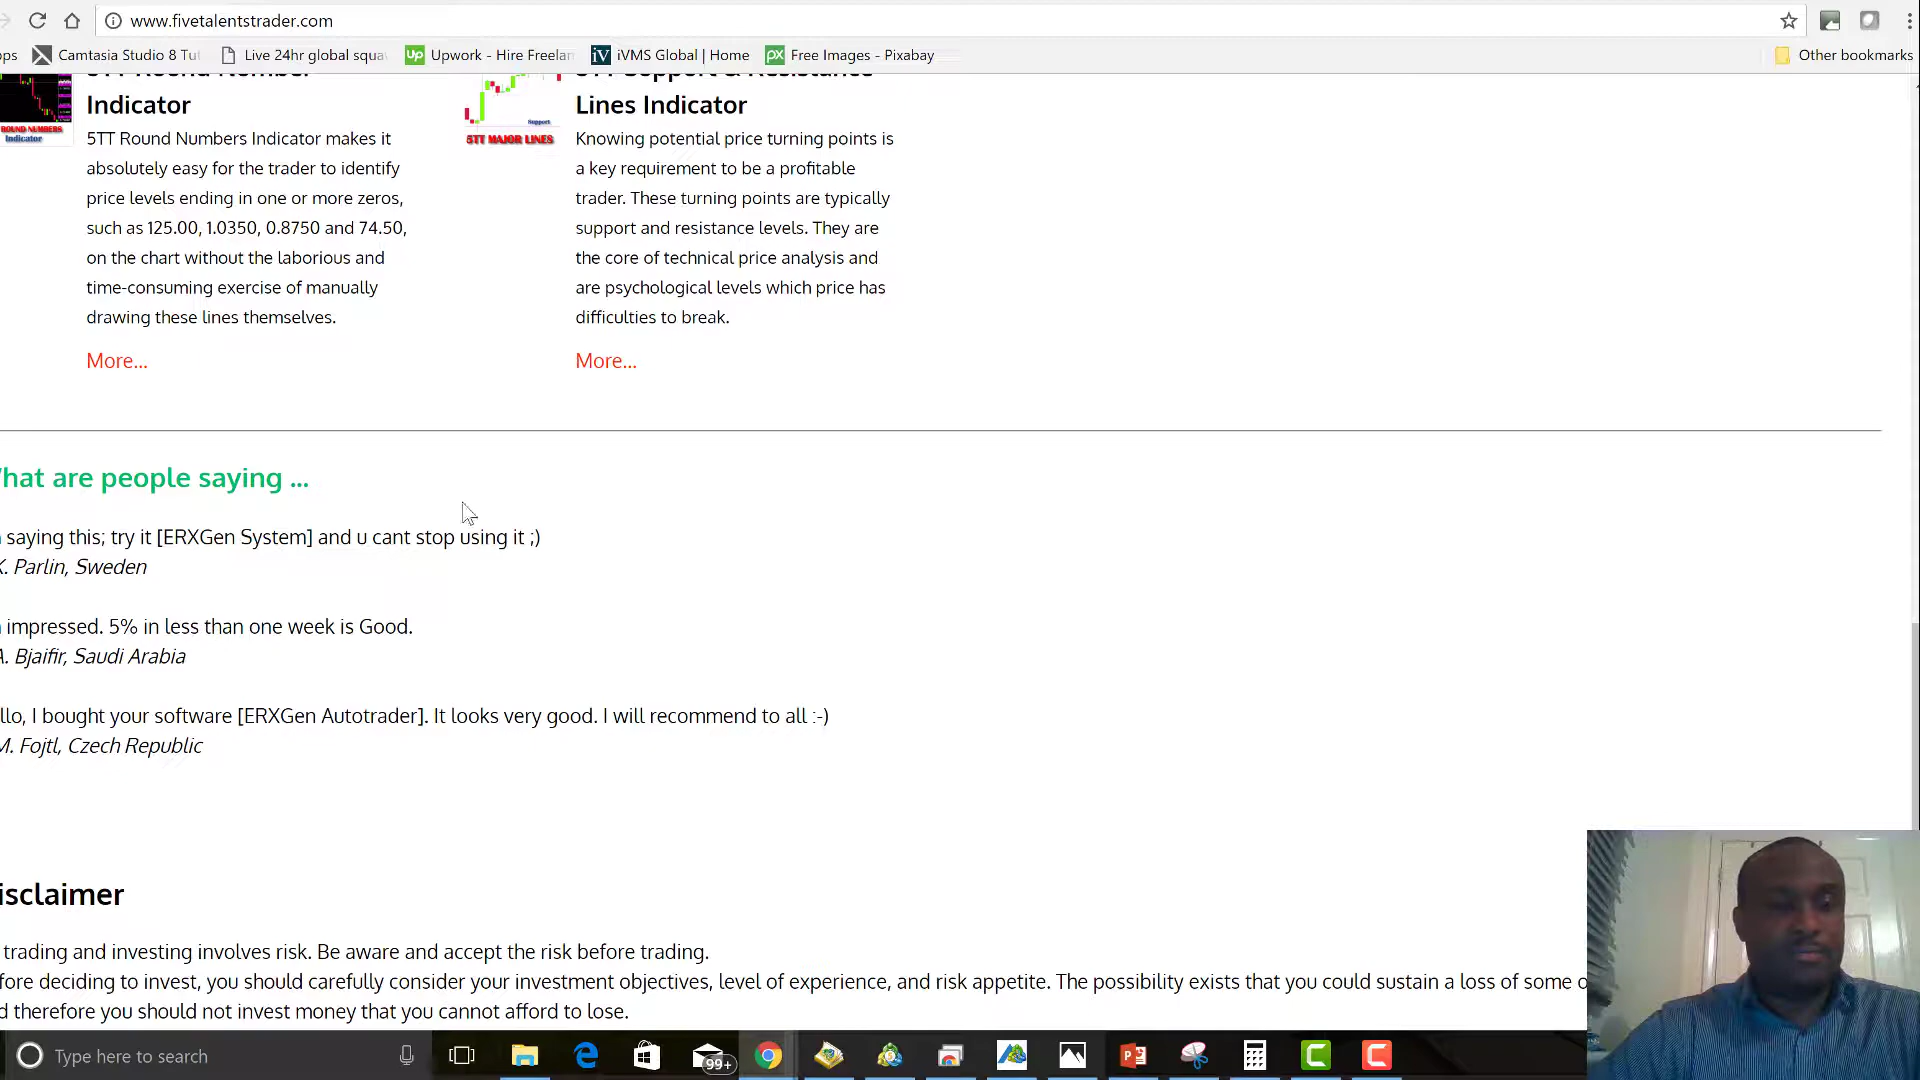 www.fivetalentstrader.com
Camtasia Studio 8 Tut
Live 24hr global squa
Upwork - Hire Freelan
iVMS Global | Home
Free Images - Pixabay
Other bookmarks
Indicator
5TT Round Numbers Indicator makes it
absolutely easy for the trader to identify
price levels ending in one or more zeros,
such as 125.00, 1.0350, 0.8750 and 74.50,
on the chart without the laborious and
time-consuming exercise of manually
drawing these lines themselves.
More...
ROUND NUMBERS
Indicator
Lines Indicator
Knowing potential price turning points is
a key requirement to be a profitable
trader. These turning points are typically
support and resistance levels. They are
the core of technical price analysis and
are psychological levels which price has
difficulties to break.
More...
Support
5TT MAJOR LINES
hat are people saying ...
saying this; try it [ERXGen System] and u cant stop using it ;)
K. Parlin, Sweden
impressed. 5% in less than one week is Good.
A. Bjaifir, Saudi Arabia
llo, I bought your software [ERXGen Autotrader]. It looks very good. I will recommend to all :-)
M. Fojtl, Czech Republic
isclaimer
trading and investing involves risk. Be aware and accept the risk before trading.
fore deciding to invest, you should carefully consider your investment objectives, level of experience, and risk appetite. The possibility exists that you could sustain a loss of some o
d therefore you should not invest money that you cannot afford to lose.
Type here to search
99+